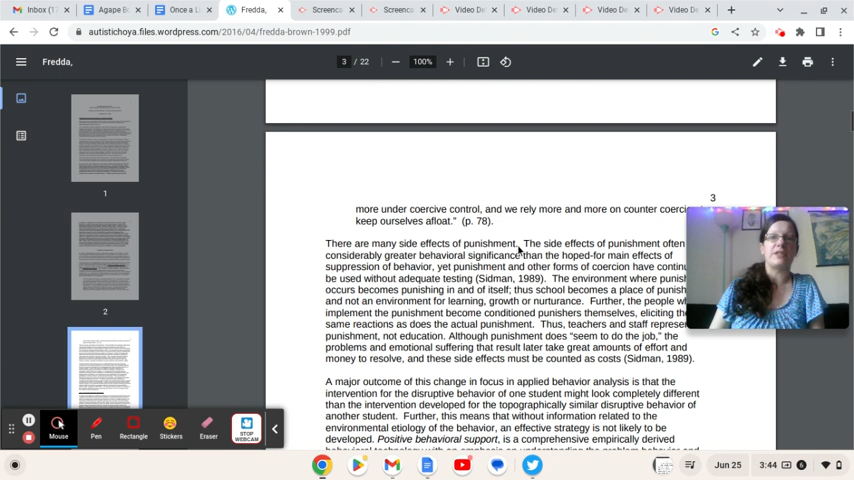 Inbox (17
Agape Bo
Once a Li
Fredda,
Screenca
Screenca
Video De
Video De
Video De
Video De
autistichoya.files.wordpress.com/2016/04/fredda-brown-1999.pdf
Fredda,
3 / 22
100%
1
2
3
more under coercive control, and we rely more and more on counter coercio
keep ourselves afloat." (p. 78).
There are many side effects of punishment. The side effects of punishment often
considerably greater behavioral significance than the hoped-for main effects of
suppression of behavior, yet punishment and other forms of coercion have continu
be used without adequate testing (Sidman, 1989). The environment where punish
occurs becomes punishing in and of itself; thus school becomes a place of punish
and not an environment for learning, growth or nurturance. Further, the people wh
implement the punishment become conditioned punishers themselves, eliciting the
same reactions as does the actual punishment. Thus, teachers and staff represen
punishment, not education. Although punishment does "seem to do the job," the
problems and emotional suffering that result later take great amounts of effort and
money to resolve, and these side effects must be counted as costs (Sidman, 1989).
A major outcome of this change in focus in applied behavior analysis is that the
intervention for the disruptive behavior of one student might look completely different
than the intervention developed for the topographically similar disruptive behavior of
another student. Further, this means that without information related to the
environmental etiology of the behavior, an effective strategy is not likely to be
developed. Positive behavioral support, is a comprehensive empirically derived
Mouse
Pen
Rectangle
Stickers
Eraser
STOP
WEBCAM
Jun 25
3:44
6